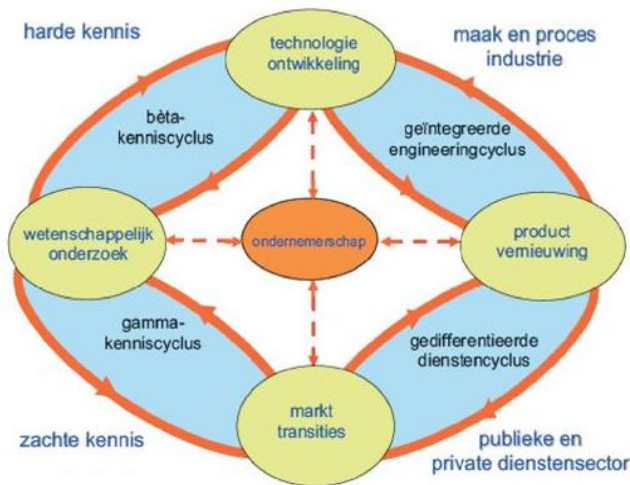 harde kennis
technologie
ontwikkeling
maak en proces
industrie
bèta-
kenniscyclus
geïntegreerde
engineeringcyclus
wetenschappelijk
onderzoek
ondernemerschap
product
vernieuwing
gamma-
kenniscyclus
gedifferentieerde
dienstencyclus
markt
transities
zachte kennis
publieke en
private dienstensector